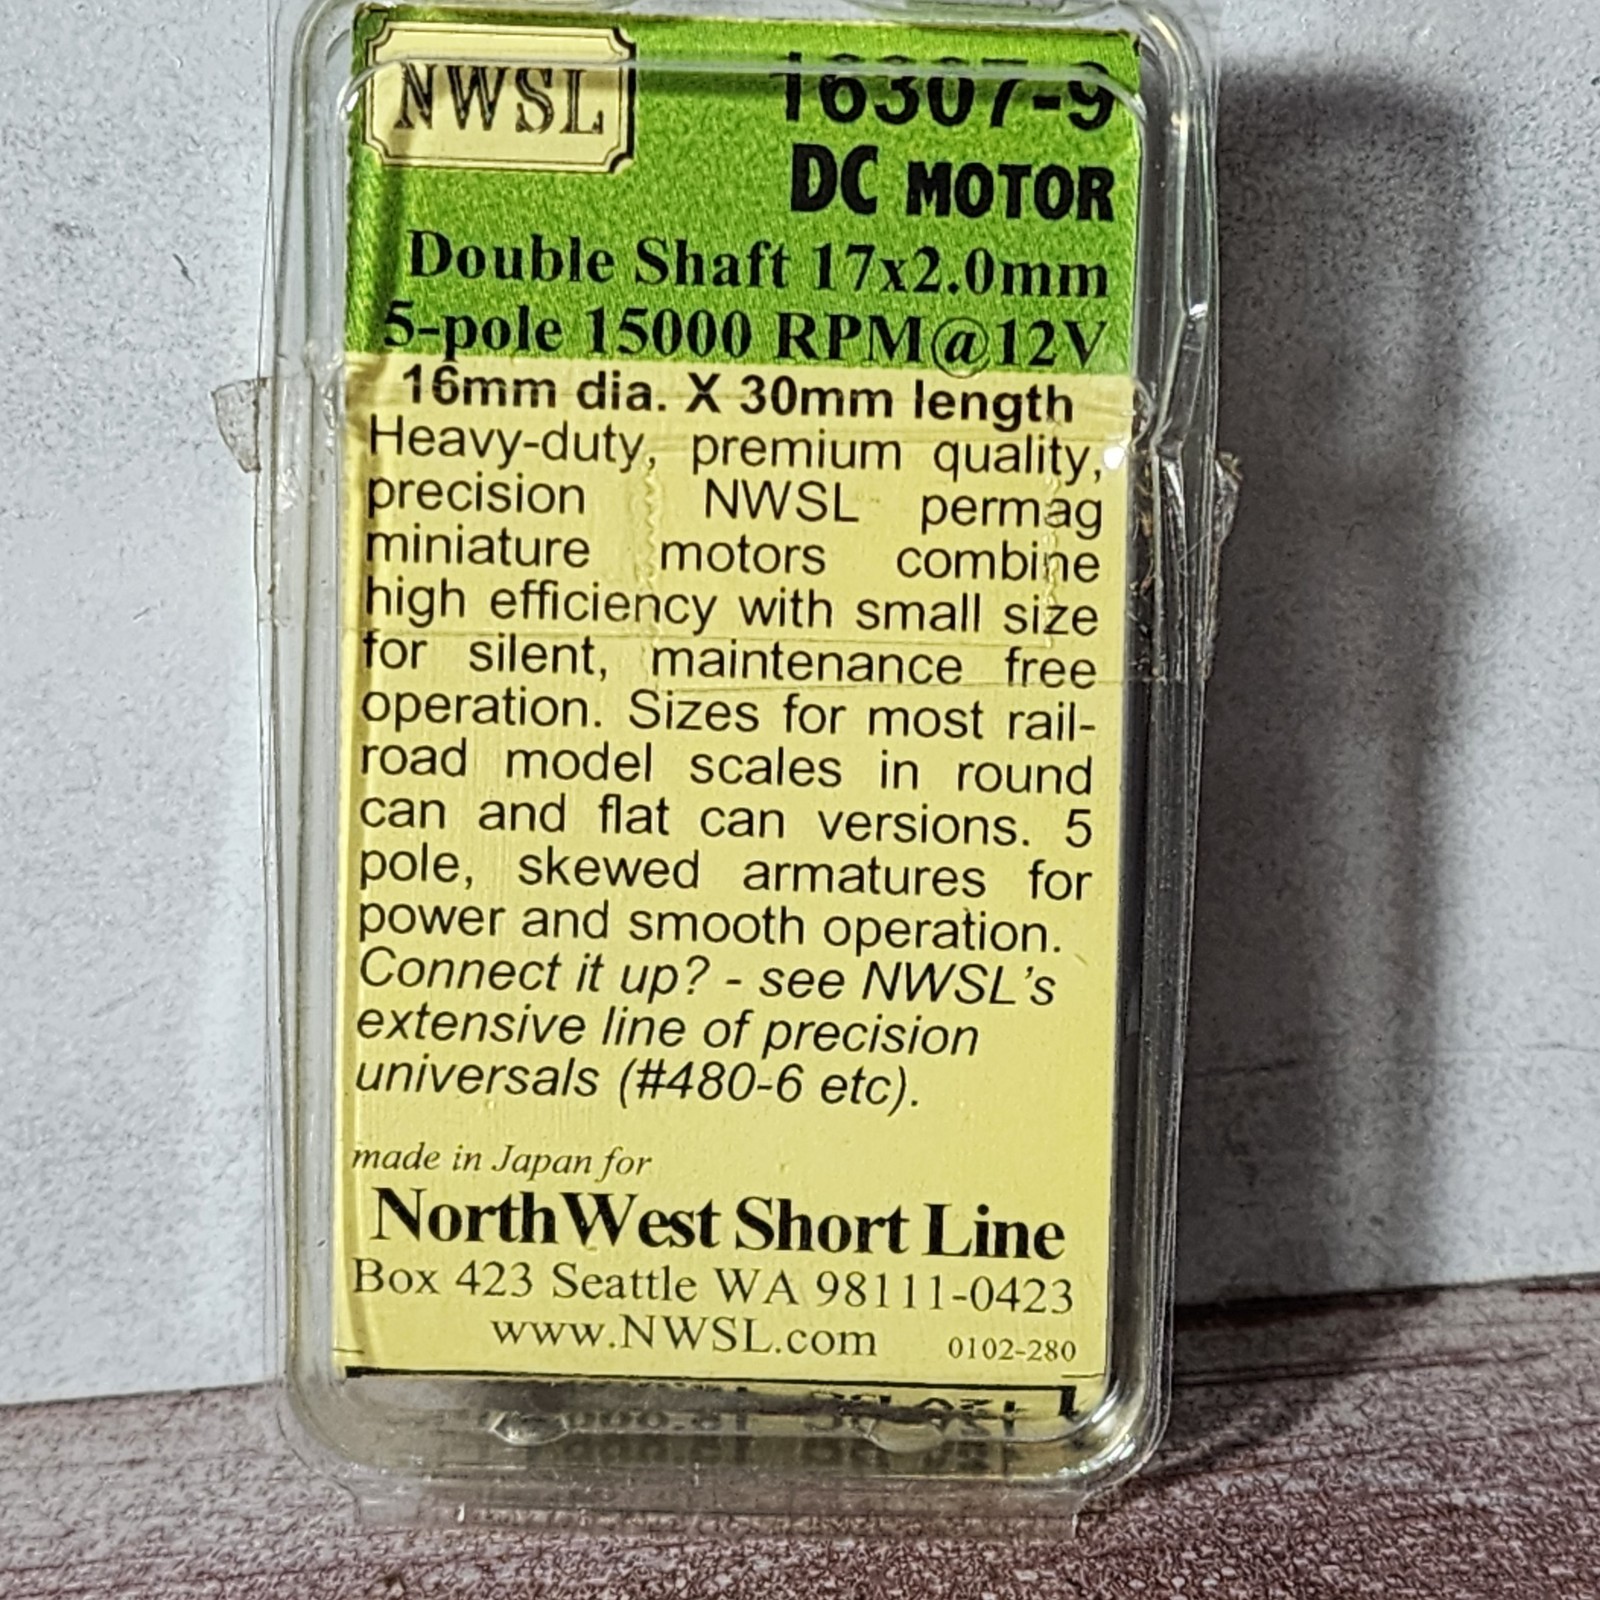 NWSL
16307-9
DC MOTOR
Double Shaft 17x2.0mm
5-pole 15000 RPM@12V
16mm dia. X 30mm length
Heavy-duty, premium quality,
precision NWSL permag
miniature motors combine
high efficiency with small size
for silent, maintenance free
operation. Sizes for most rail-
road model scales in round
can and flat can versions. 5
pole, skewed armatures for
power and smooth operation.
Connect it up? - see NWSL's
extensive line of precision
universals (#480-6 etc).
made in Japan for
NorthWest Short Line
Box 423 Seattle WA 98111-0423
www.NWSL.com 0102-280